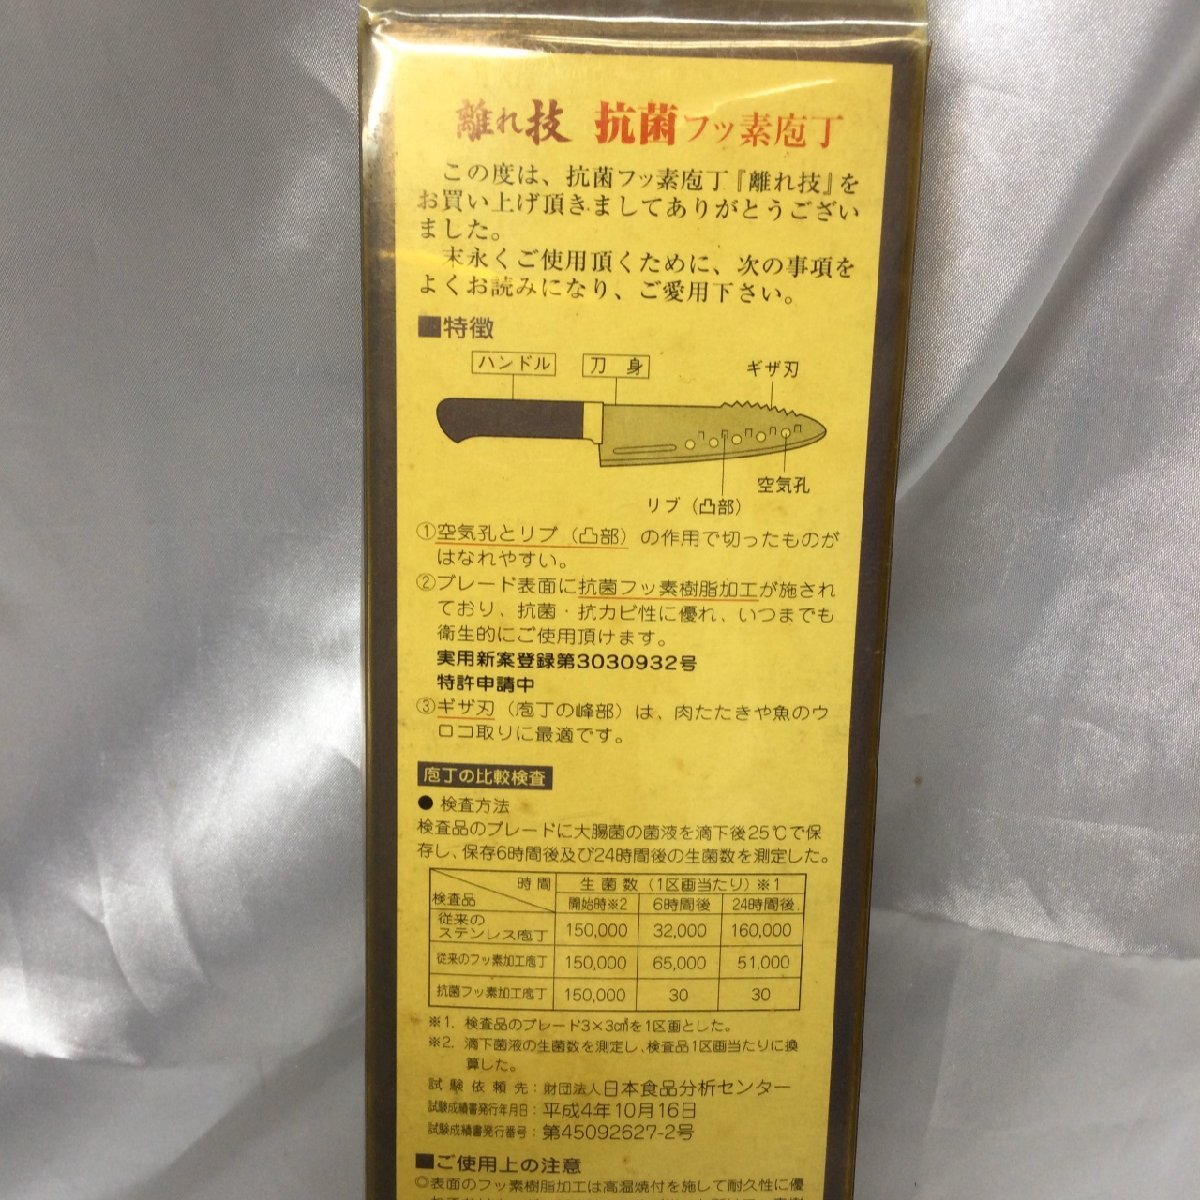 離れ技 抗菌フッ素庖丁
この度は、抗菌フッ素庖丁『離れ技』を
お買い上げ頂きましてありがとうござい
ました。
末永くご使用頂くために、次の事項を
よくお読みになり、ご愛用下さい。
■特徴
ハンドル 刀身 ギザ刃
空気孔
リブ（凸部）
①空気孔とリブ（凸部）の作用で切ったものが
はなれやすい。
②ブレード表面に抗菌フッ素樹脂加工が施され
ており、抗菌・抗カビ性に優れ、いつまでも
衛生的にご使用頂けます。
実用新案登録第3030932号
特許申請中
③ギザ刃（庖丁の峰部）は、肉たたきや魚のウ
ロコ取りに最適です。
庖丁の比較検査
● 検査方法
検査品のブレードに大腸菌の菌液を滴下後25℃で保
存し、保存6時間後及び24時間後の生菌数を測定した。
時間 生菌数（1区画当たり）※1
検査品 開始時※2 6時間後 24時間後
従来の
ステンレス庖丁 150,000 32,000 160,000
従来のフッ素加工庖丁 150,000 65,000 51,000
抗菌フッ素加工庖丁 150,000 30 30
※1. 検査品のブレード3×3㎠を1区画とした。
※2. 滴下菌液の生菌数を測定し、検査品1区画当たりに換
算した。
試験依頼先：財団法人日本食品分析センター
試験成績書発行年月日：平成4年10月16日
試験成績書発行番号：第45092627-2号
■ご使用上の注意
◎表面のフッ素樹脂加工は高温焼付を施して耐久性に優